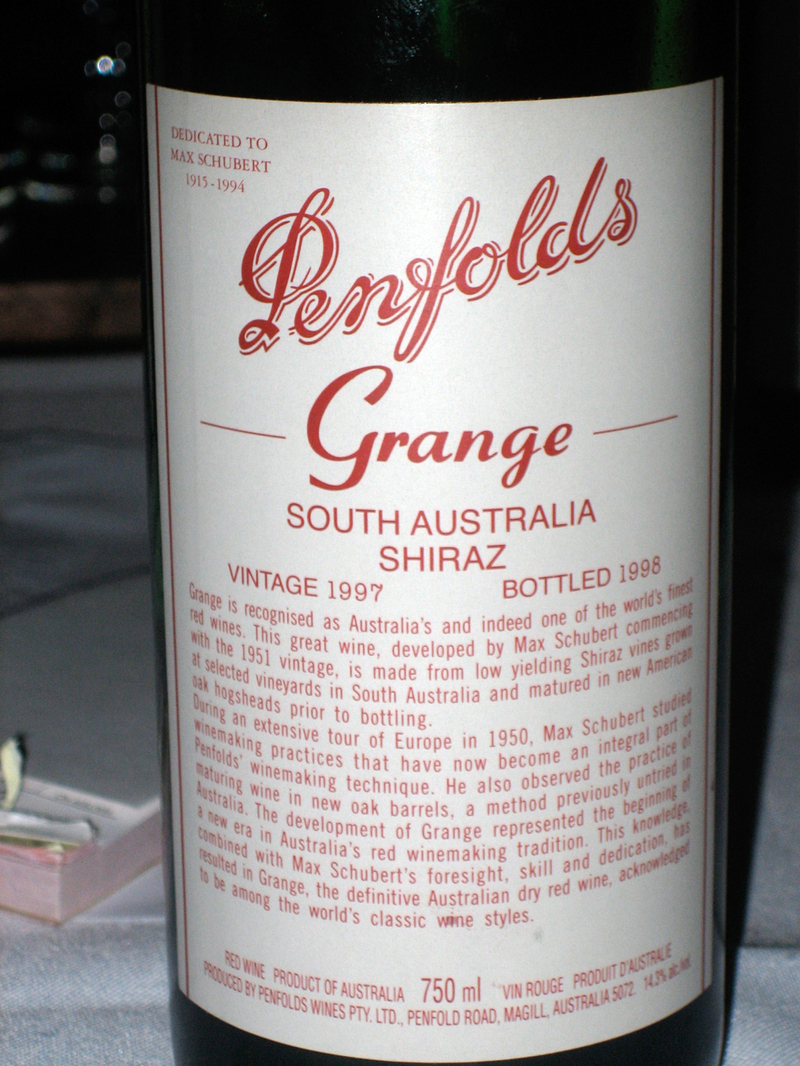 DEDICATED TO
MAX SCHUBERT
1915-1994
Penfolds
Grange
SOUTH AUSTRALIA
SHIRAZ
VINTAGE 1997 BOTTLED 1998
Grange is recognised as Australia's and indeed one of the world's finest
red wines. This great wine, developed by Max Schubert commencing
with the 1951 vintage, is made from low yielding Shiraz vines grown
at selected vineyards in South Australia and matured in new American
oak hogsheads prior to bottling.
During an extensive tour of Europe in 1950, Max Schubert studied
winemaking practices that have now become an integral part of
Penfolds' winemaking technique. He also observed the practice of
maturing wine in new oak barrels, a method previously untried in
Australia. The development of Grange represented the beginning of
a new era in Australia's red winemaking tradition. This knowledge,
combined with Max Schubert's foresight, skill and dedication, has
resulted in Grange, the definitive Australian dry red wine, acknowledged
to be among the world's classic wine styles.
RED WINE PRODUCT OF AUSTRALIA 750 ml VIN ROUGE PRODUIT D'AUSTRALIE
PRODUCED BY PENFOLDS WINES PTY. LTD., PENFOLD ROAD, MAGILL, AUSTRALIA 5072. 14.3% alc/vol.